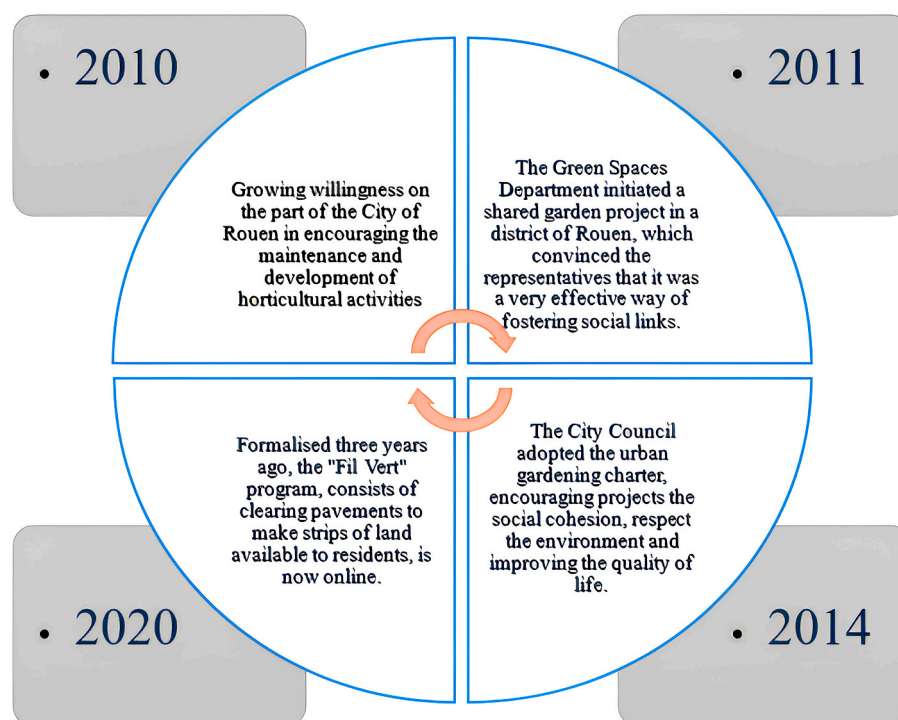 • 2010
Growing willingness on
the part of the City of
Rouen in encouraging the
maintenance and
development of
horticultural activities
• 2011
The Green Spaces
Department initiated a
shared garden project in a
district of Rouen, which
convinced the
representatives that it was
a very effective way of
fostering social links.
• 2014
The City Council
adopted the urban
gardening charter,
encouraging projects the
social cohesion, respect
the environment and
improving the quality of
life.
• 2020
Formalised three years
ago, the "Fil Vert"
program, consists of
clearing pavements to
make strips of land
available to residents, is
now online.